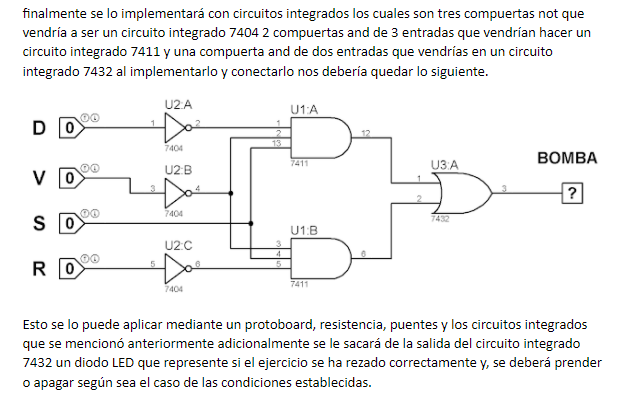 finalmente se lo implementará con circuitos integrados los cuales son tres compuertas not que
vendría a ser un circuito integrado 7404 2 compuertas and de 3 entradas que vendrían hacer un
circuito integrado 7411 y una compuerta and de dos entradas que vendrías en un circuito
integrado 7432 al implementarlo y conectarlo nos debería quedar lo siguiente.
U2:A
U1:A
D 0
1
2
1
2
13
12
7404
7411
U2:B
U3:A
BOMBA
V 0
3
4
1
2
3
?
7404
7432
S 0
U1:B
U2:C
3
4
5
6
R 0
5
6
7404
7411
Esto se lo puede aplicar mediante un protoboard, resistencia, puentes y los circuitos integrados
que se mencionó anteriormente adicionalmente se le sacará de la salida del circuito integrado
7432 un diodo LED que represente si el ejercicio se ha rezado correctamente y, se deberá prender
o apagar según sea el caso de las condiciones establecidas.